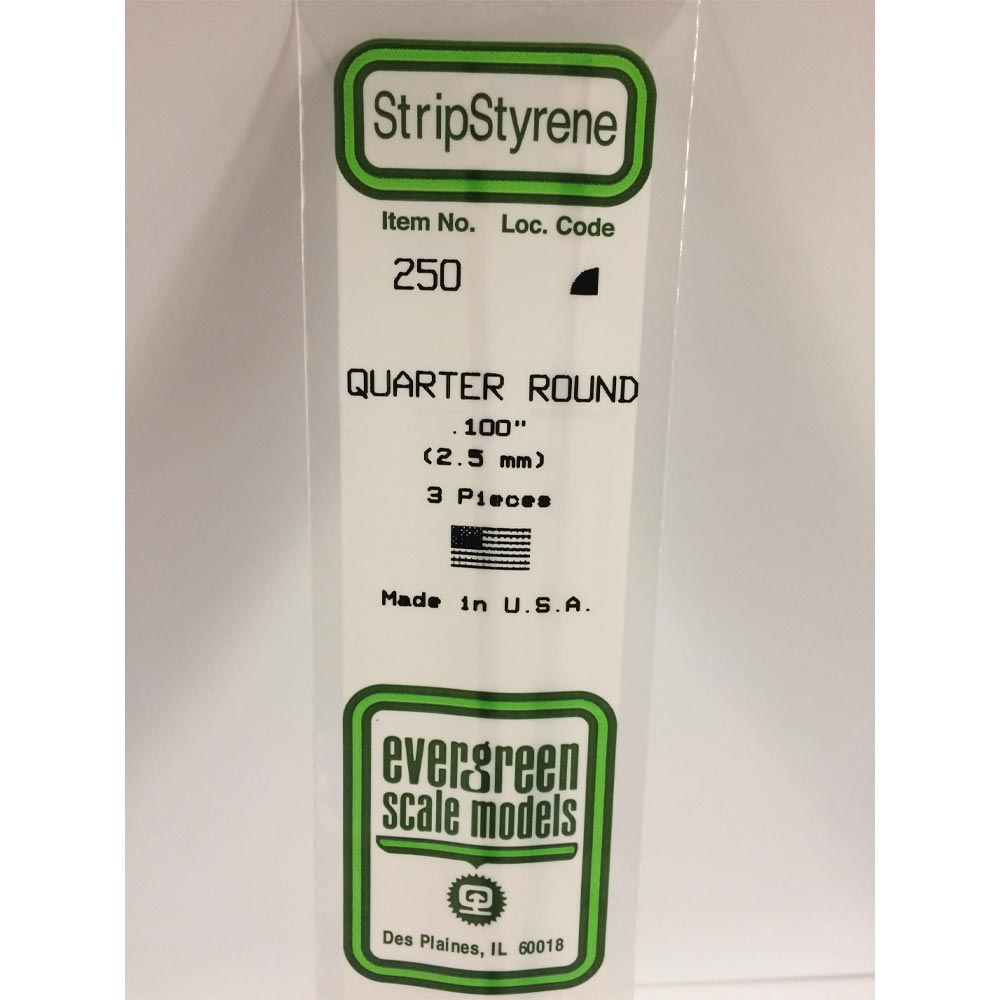 StripStyrene
Item No. Loc. Code
250
QUARTER ROUND
.100"
(2.5 mm)
3 Pieces
Made in U.S.A.
evergreen
scale models
Des Plaines, IL 60018